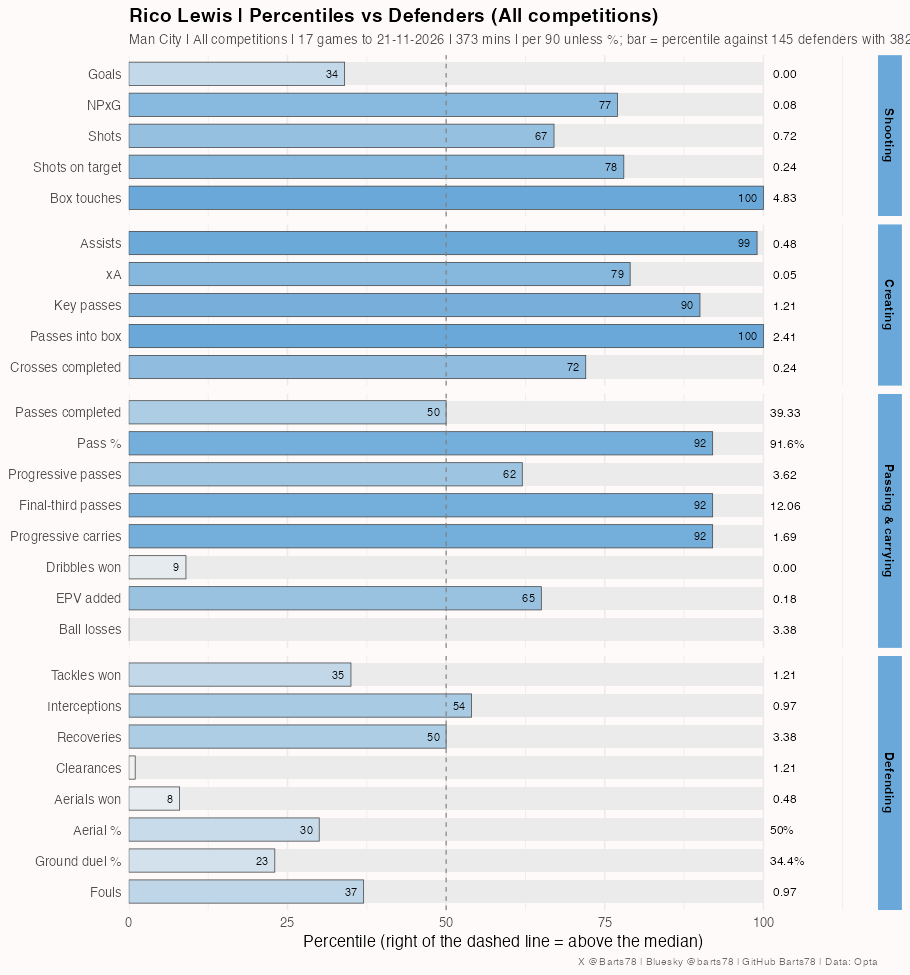 Rico Lewis | Percentiles vs Defenders (All competitions)
Man City | All competitions | 17 games to 21-11-2026 | 373 mins | per 90 unless %; bar = percentile against 145 defenders with 382
Goals 34 0.00
NPxG 77 0.08
Shots 67 0.72
Shots on target 78 0.24
Box touches 100 4.83
Shooting
Assists 99 0.48
xA 79 0.05
Key passes 90 1.21
Passes into box 100 2.41
Crosses completed 72 0.24
Creating
Passes completed 50 39.33
Pass % 92 91.6%
Progressive passes 62 3.62
Final-third passes 92 12.06
Progressive carries 92 1.69
Dribbles won 9 0.00
EPV added 65 0.18
Ball losses 3.38
Passing & carrying
Tackles won 35 1.21
Interceptions 54 0.97
Recoveries 50 3.38
Clearances 1.21
Aerials won 8 0.48
Aerial % 30 50%
Ground duel % 23 34.4%
Fouls 37 0.97
Defending
0 25 50 75 100
Percentile (right of the dashed line = above the median)
X @Barts78 | Bluesky @barts78 | GitHub Barts78 | Data: Opta